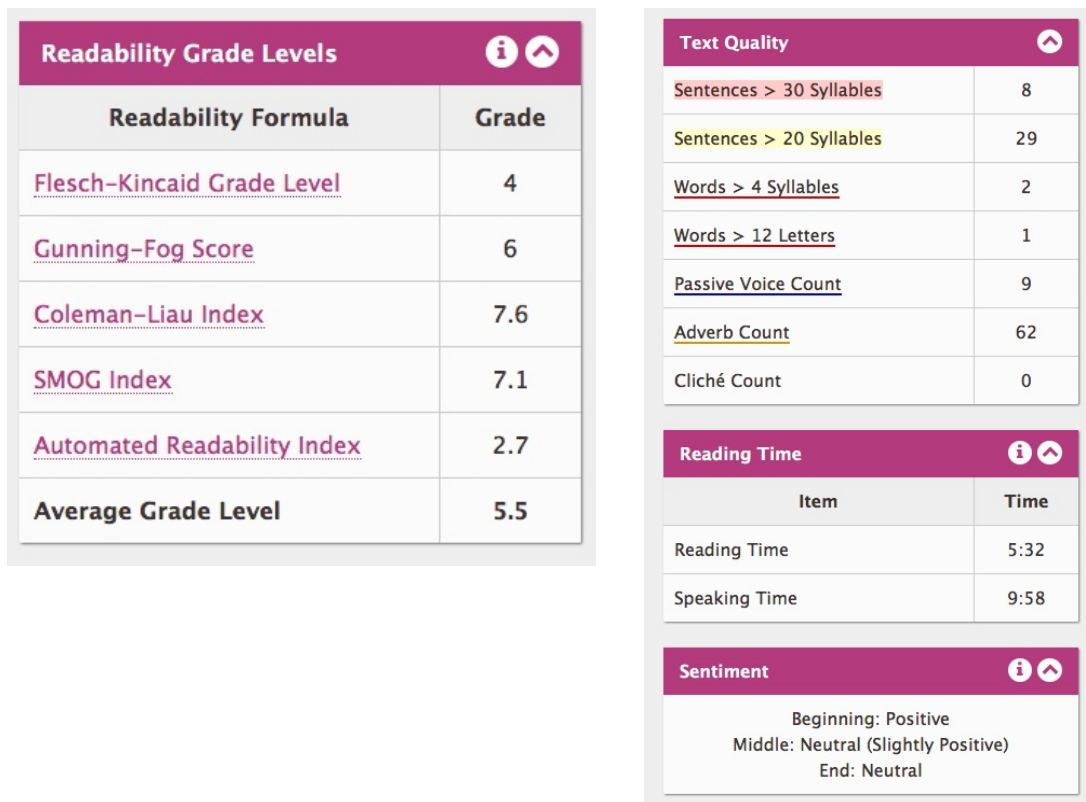 Readability Grade Levels
Readability Formula Grade
Flesch-Kincaid Grade Level 4
Gunning-Fog Score 6
Coleman-Liau Index 7.6
SMOG Index 7.1
Automated Readability Index 2.7
Average Grade Level 5.5
Text Quality
Sentences > 30 Syllables 8
Sentences > 20 Syllables 29
Words > 4 Syllables 2
Words > 12 Letters 1
Passive Voice Count 9
Adverb Count 62
Cliché Count 0
Reading Time
Item Time
Reading Time 5:32
Speaking Time 9:58
Sentiment
Beginning: Positive
Middle: Neutral (Slightly Positive)
End: Neutral